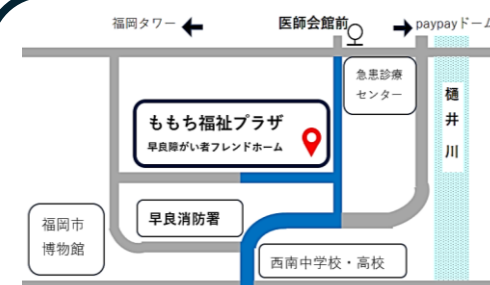 福岡タワー
医師会館前
paypayドーム
急患診療
センター
樋井川
ももち福祉プラザ
早良障がい者フレンドホーム
福岡市
博物館
早良消防署
西南中学校・高校